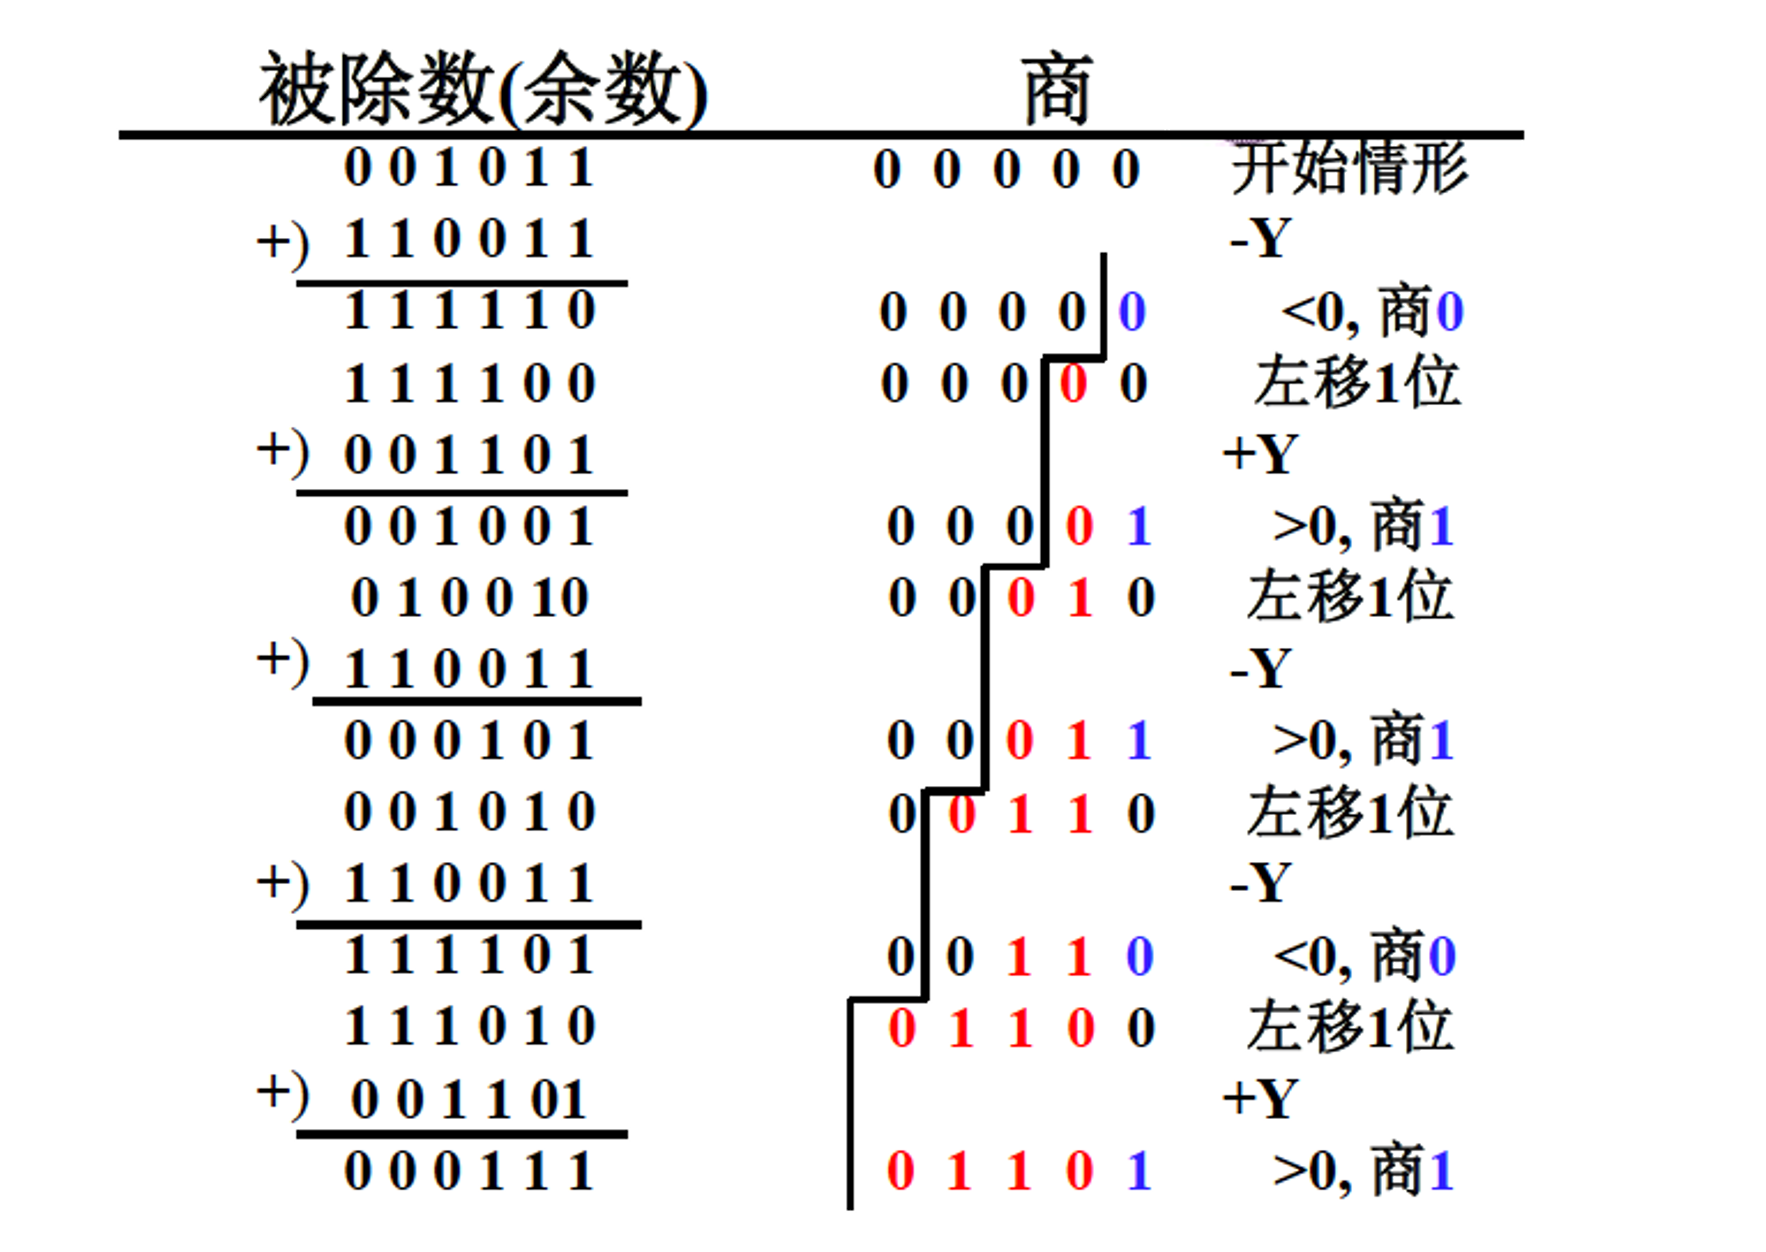 被除数(余数) 商
0 0 1 0 1 1 0 0 0 0 0 开始情形
+) 1 1 0 0 1 1 -Y
1 1 1 1 1 0 0 0 0 0 0 <0, 商0
1 1 1 1 0 0 0 0 0 0 0 左移1位
+) 0 0 1 1 0 1 +Y
0 0 1 0 0 1 0 0 0 0 1 >0, 商1
0 1 0 0 10 0 0 0 1 0 左移1位
+) 1 1 0 0 1 1 -Y
0 0 0 1 0 1 0 0 0 1 1 >0, 商1
0 0 1 0 1 0 0 0 1 1 0 左移1位
+) 1 1 0 0 1 1 -Y
1 1 1 1 0 1 0 0 1 1 0 <0, 商0
1 1 1 0 1 0 0 1 1 0 0 左移1位
+) 0 0 1 1 01 +Y
0 0 0 1 1 1 0 1 1 0 1 >0, 商1